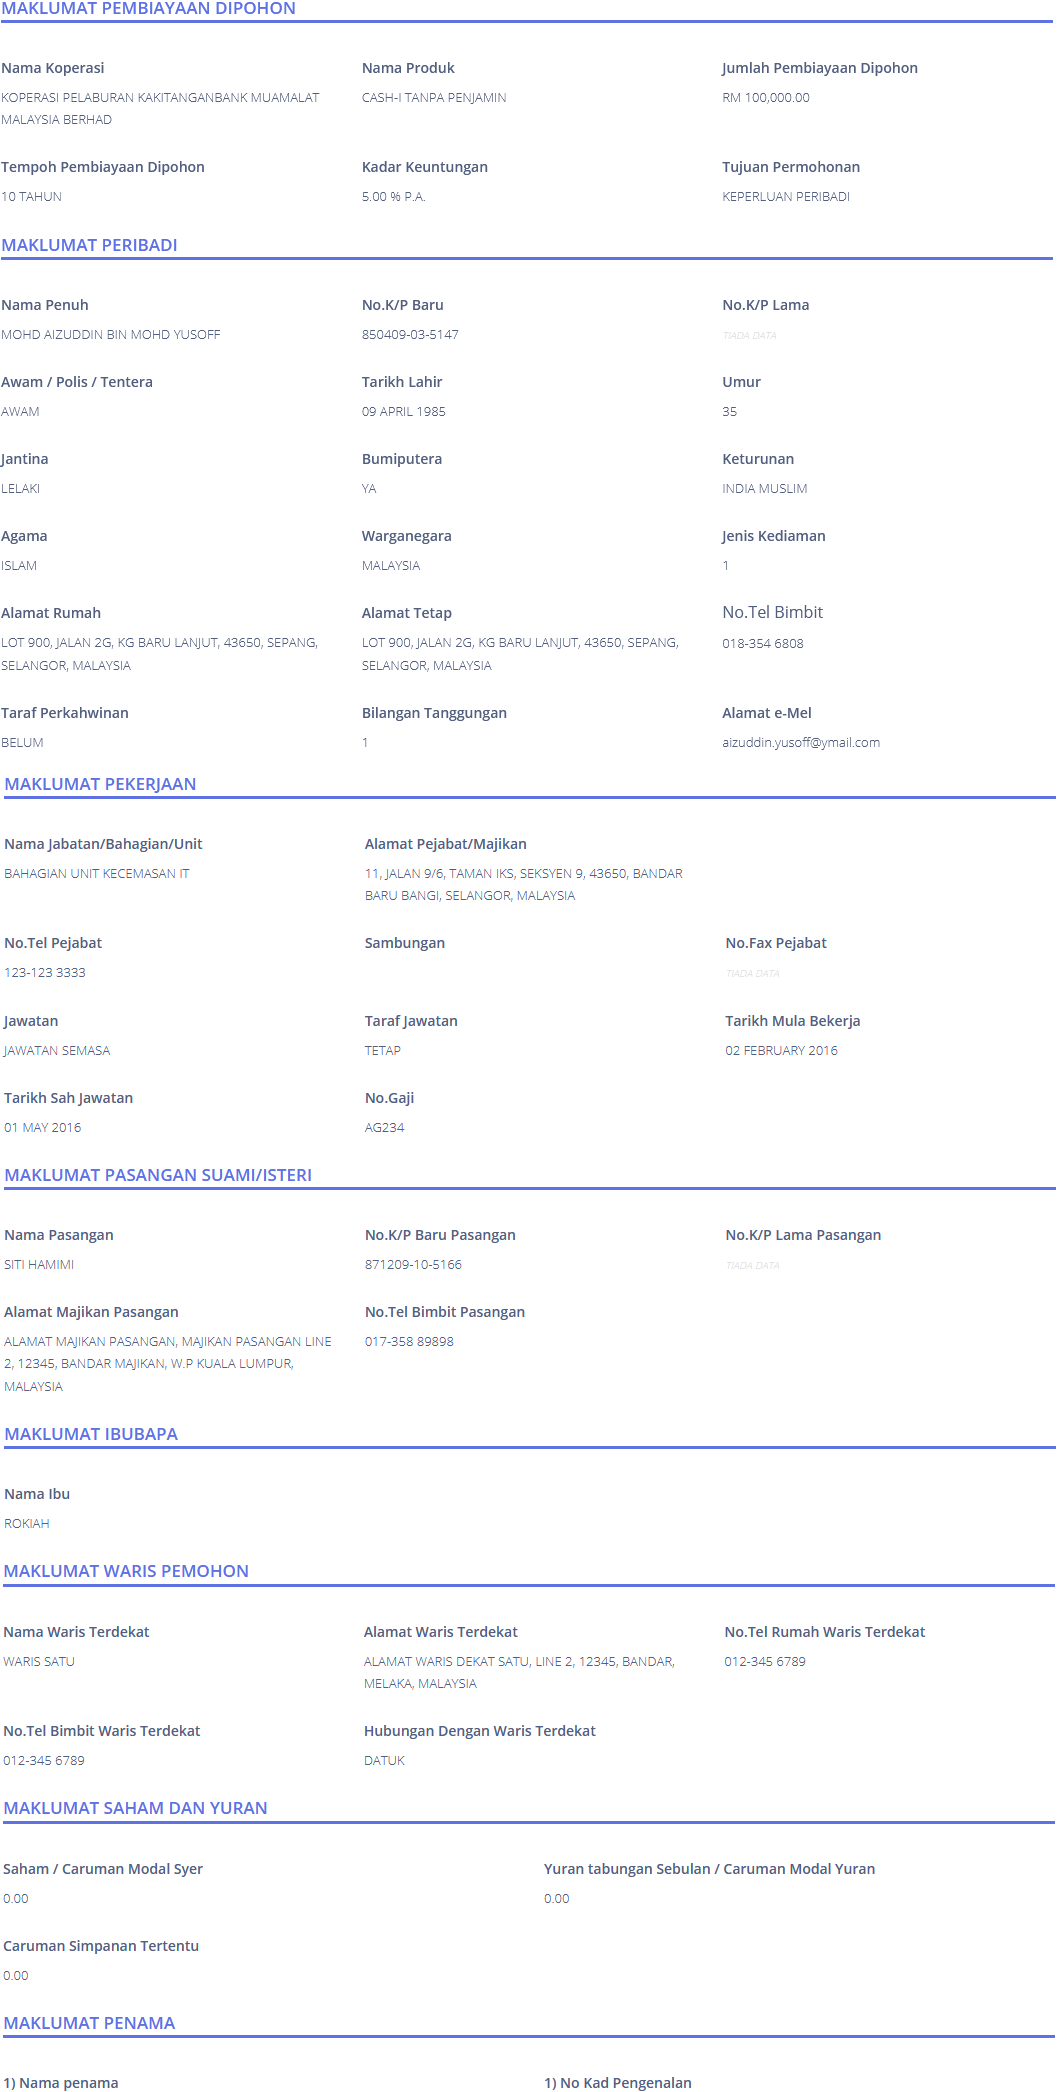 MAKLUMAT PEMBIAYAAN DIPOHON
Nama Koperasi
Nama Produk
Jumlah Pembiayaan Dipohon
KOPERASI PELABURAN KAKITANGANBANK MUAMALAT
MALAYSIA BERHAD
CASH-I TANPA PENJAMIN
RM 100,000.00
Tempoh Pembiayaan Dipohon
Kadar Keuntungan
Tujuan Permohonan
10 TAHUN
5.00 % P.A.
KEPERLUAN PERIBADI
MAKLUMAT PERIBADI
Nama Penuh
No.K/P Baru
No.K/P Lama
MOHD AIZUDDIN BIN MOHD YUSOFF
850409-03-5147
TIADA DATA
Awam / Polis / Tentera
Tarikh Lahir
Umur
AWAM
09 APRIL 1985
35
Jantina
Bumiputera
Keturunan
LELAKI
YA
INDIA MUSLIM
Agama
Warganegara
Jenis Kediaman
ISLAM
MALAYSIA
1
Alamat Rumah
Alamat Tetap
No.Tel Bimbit
LOT 900, JALAN 2G, KG BARU LANJUT, 43650, SEPANG,
SELANGOR, MALAYSIA
LOT 900, JALAN 2G, KG BARU LANJUT, 43650, SEPANG,
SELANGOR, MALAYSIA
018-354 6808
Taraf Perkahwinan
Bilangan Tanggungan
Alamat e-Mel
BELUM
1
aizuddin.yusoff@ymail.com
MAKLUMAT PEKERJAAN
Nama Jabatan/Bahagian/Unit
Alamat Pejabat/Majikan
BAHAGIAN UNIT KECEMASAN IT
11, JALAN 9/6, TAMAN IKS, SEKSYEN 9, 43650, BANDAR
BARU BANGI, SELANGOR, MALAYSIA
No.Tel Pejabat
Sambungan
No.Fax Pejabat
123-123 3333
TIADA DATA
Jawatan
Taraf Jawatan
Tarikh Mula Bekerja
JAWATAN SEMASA
TETAP
02 FEBRUARY 2016
Tarikh Sah Jawatan
No.Gaji
01 MAY 2016
AG234
MAKLUMAT PASANGAN SUAMI/ISTERI
Nama Pasangan
No.K/P Baru Pasangan
No.K/P Lama Pasangan
SITI HAMIMI
871209-10-5166
TIADA DATA
Alamat Majikan Pasangan
No.Tel Bimbit Pasangan
ALAMAT MAJIKAN PASANGAN, MAJIKAN PASANGAN LINE
2, 12345, BANDAR MAJIKAN, W.P KUALA LUMPUR,
MALAYSIA
017-358 89898
MAKLUMAT IBUBAPA
Nama Ibu
ROKIAH
MAKLUMAT WARIS PEMOHON
Nama Waris Terdekat
Alamat Waris Terdekat
No.Tel Rumah Waris Terdekat
WARIS SATU
ALAMAT WARIS DEKAT SATU, LINE 2, 12345, BANDAR,
MELAKA, MALAYSIA
012-345 6789
No.Tel Bimbit Waris Terdekat
Hubungan Dengan Waris Terdekat
012-345 6789
DATUK
MAKLUMAT SAHAM DAN YURAN
Saham / Caruman Modal Syer
Yuran tabungan Sebulan / Caruman Modal Yuran
0.00
0.00
Caruman Simpanan Tertentu
0.00
MAKLUMAT PENAMA
1) Nama penama
1) No Kad Pengenalan